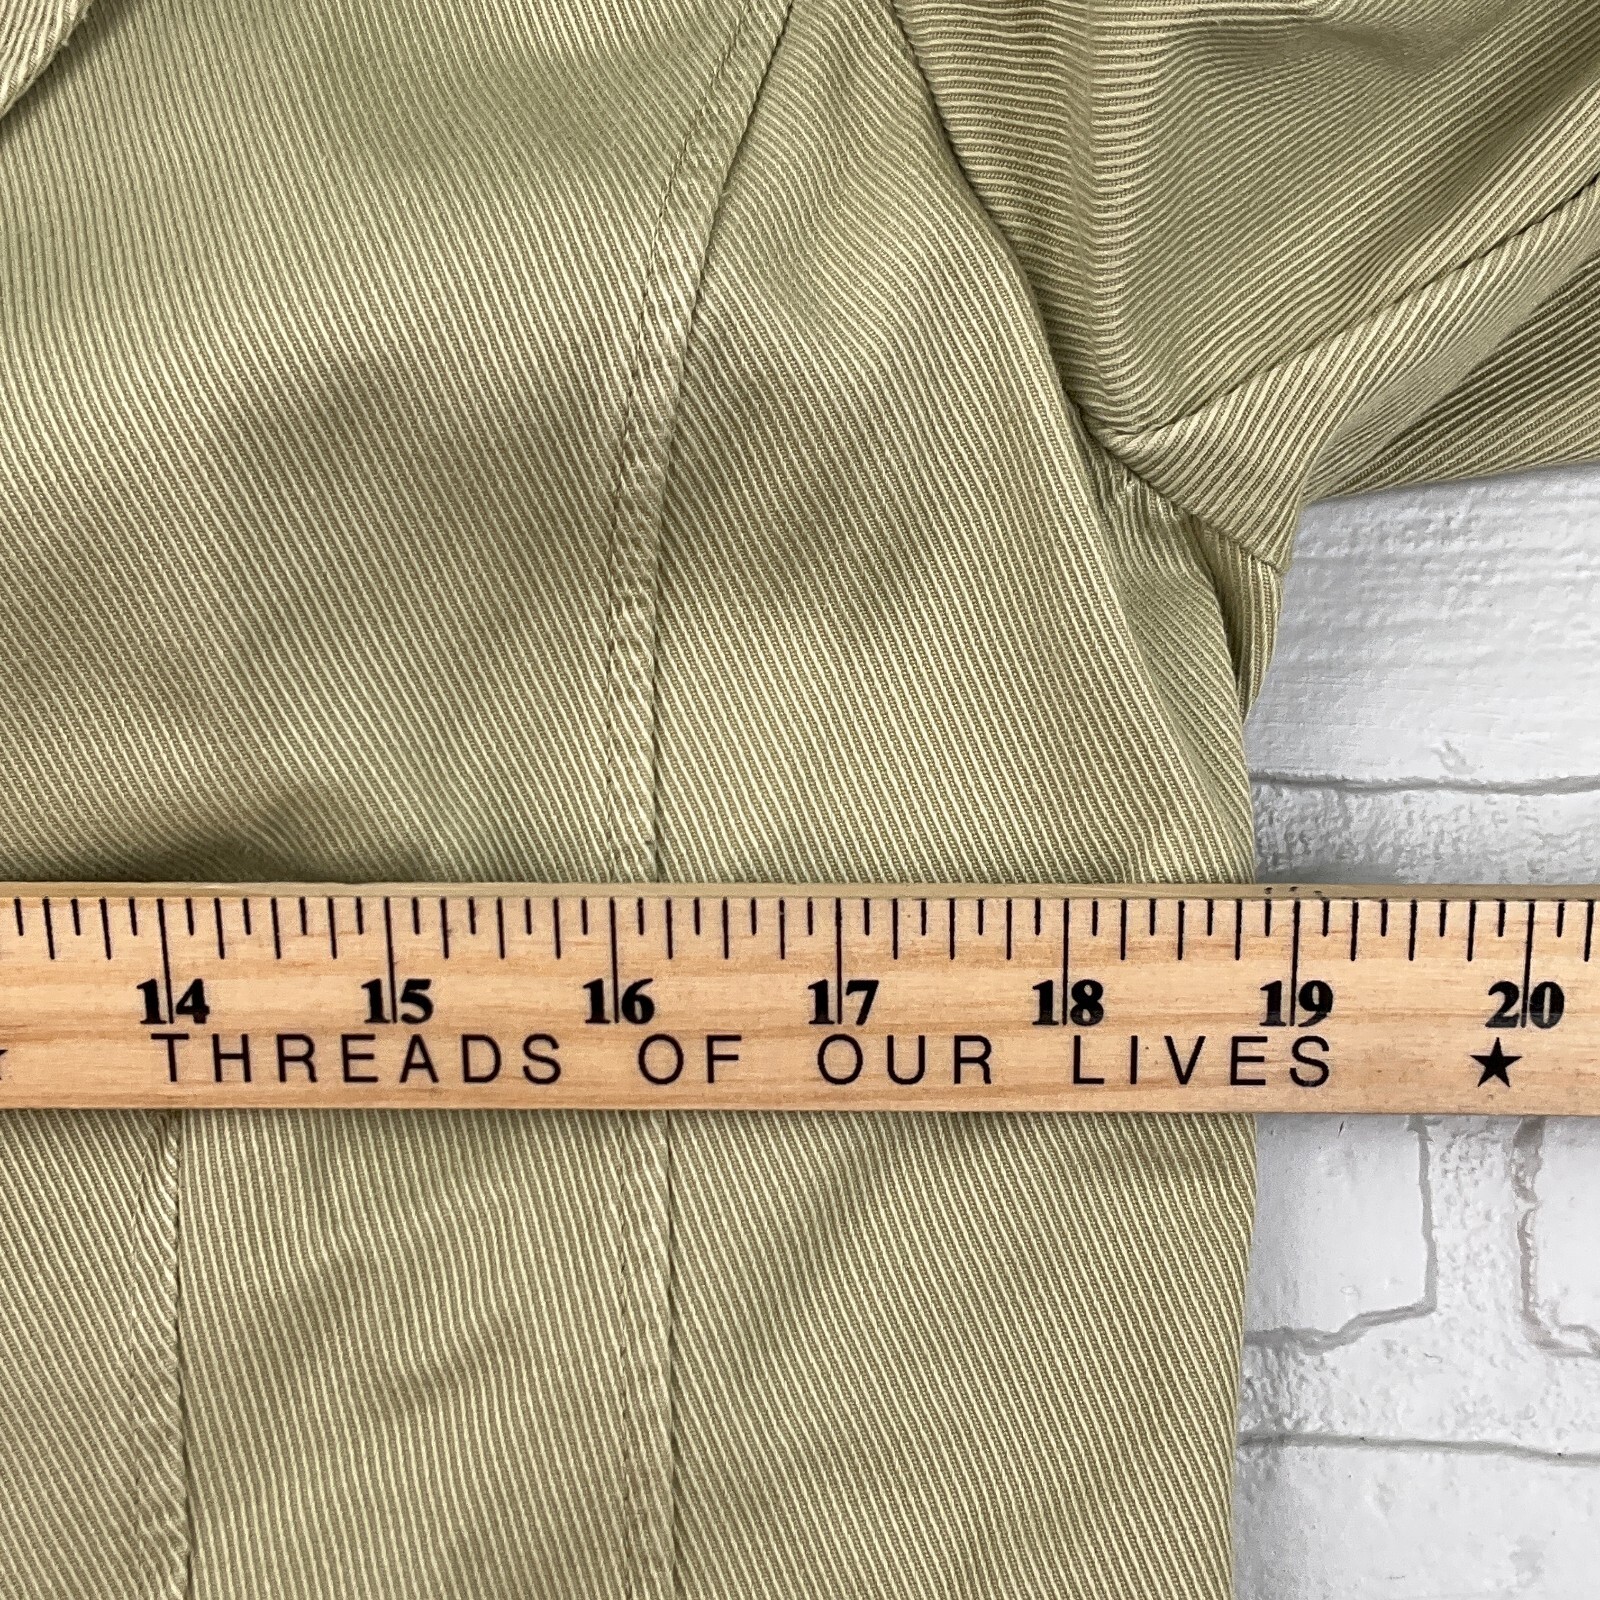 14 15 16 17 18 19 20
★ THREADS OF OUR LIVES ★